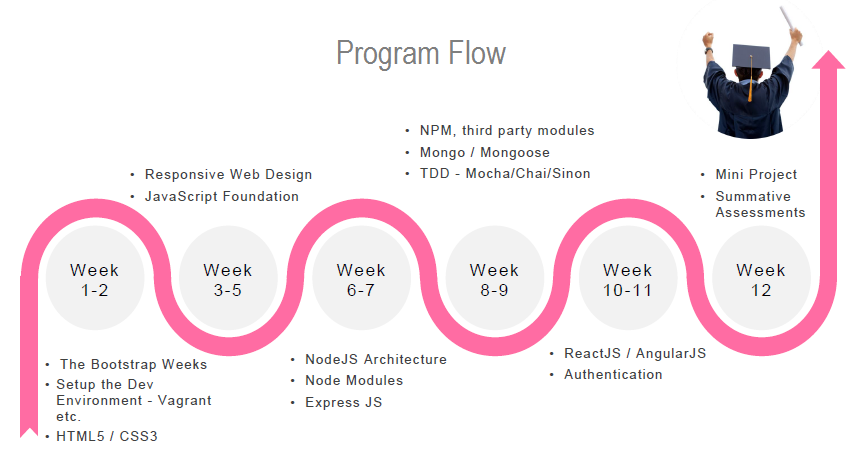 Program Flow
• NPM, third party modules
• Mongo / Mongoose
• TDD - Mocha/Chai/Sinon
• Responsive Web Design
• JavaScript Foundation
• Mini Project
• Summative
Assessments
Week
1-2
Week
3-5
Week
6-7
Week
8-9
Week
10-11
Week
12
• The Bootstrap Weeks
• Setup the Dev
Environment - Vagrant
etc.
• HTML5 / CSS3
• NodeJS Architecture
• Node Modules
• Express JS
• ReactJS / AngularJS
• Authentication